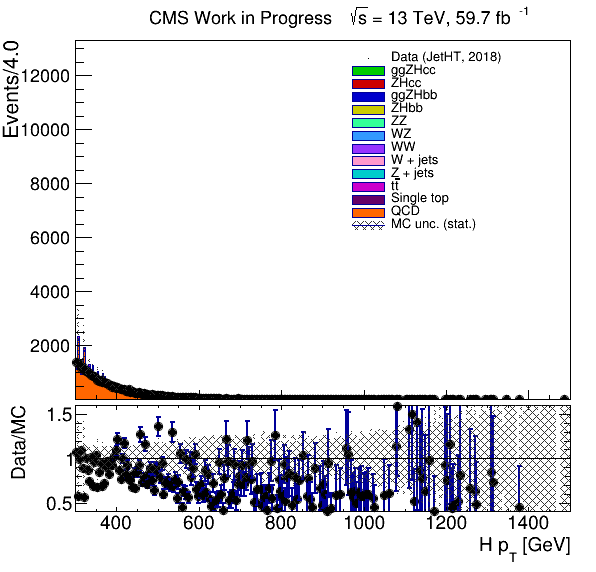 CMS Work in Progress √s = 13 TeV, 59.7 fb⁻¹
Events/4.0
12000
10000
8000
6000
4000
2000
Data (JetHT, 2018)
ggZHcc
ZHcc
ggZHbb
ZHbb
ZZ
WZ
WW
W + jets
Z + jets
tt̅
Single top
QCD
MC unc. (stat.)
Data/MC
1.5
1
0.5
400 600 800 1000 1200 1400
H p_T [GeV]